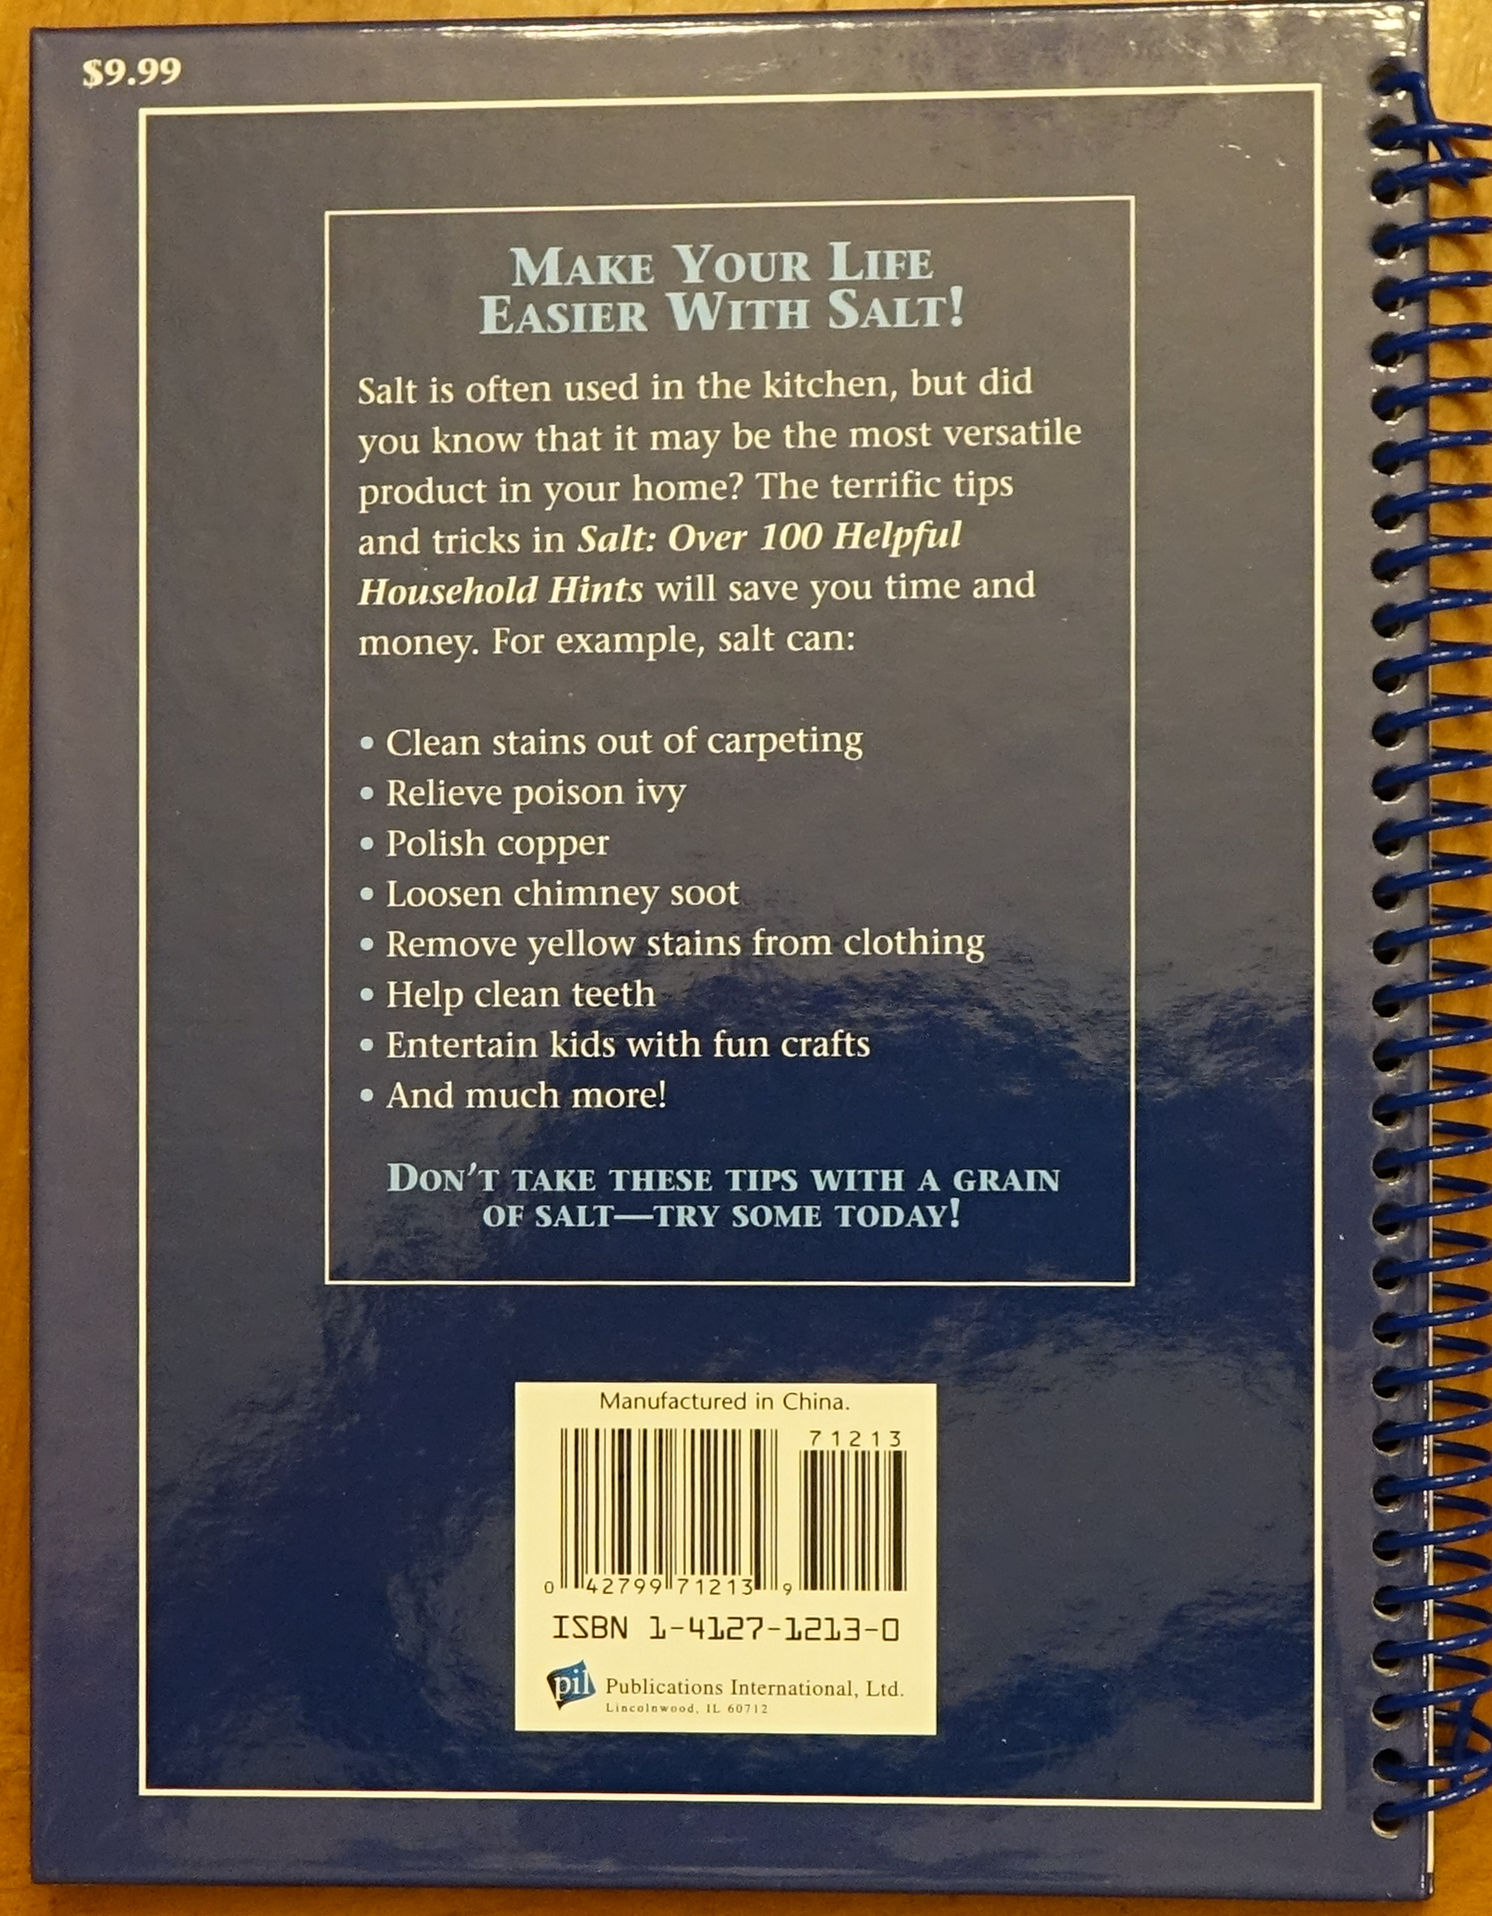 $9.99
MAKE YOUR LIFE
EASIER WITH SALT!
Salt is often used in the kitchen, but did
you know that it may be the most versatile
product in your home? The terrific tips
and tricks in Salt: Over 100 Helpful
Household Hints will save you time and
money. For example, salt can:
• Clean stains out of carpeting
• Relieve poison ivy
• Polish copper
• Loosen chimney soot
• Remove yellow stains from clothing
• Help clean teeth
• Entertain kids with fun crafts
• And much more!
DON'T TAKE THESE TIPS WITH A GRAIN
OF SALT—TRY SOME TODAY!
Manufactured in China.
71213
0 42799 71213 9
ISBN 1-4127-1213-0
pil Publications International, Ltd.
Lincolnwood, IL 60712